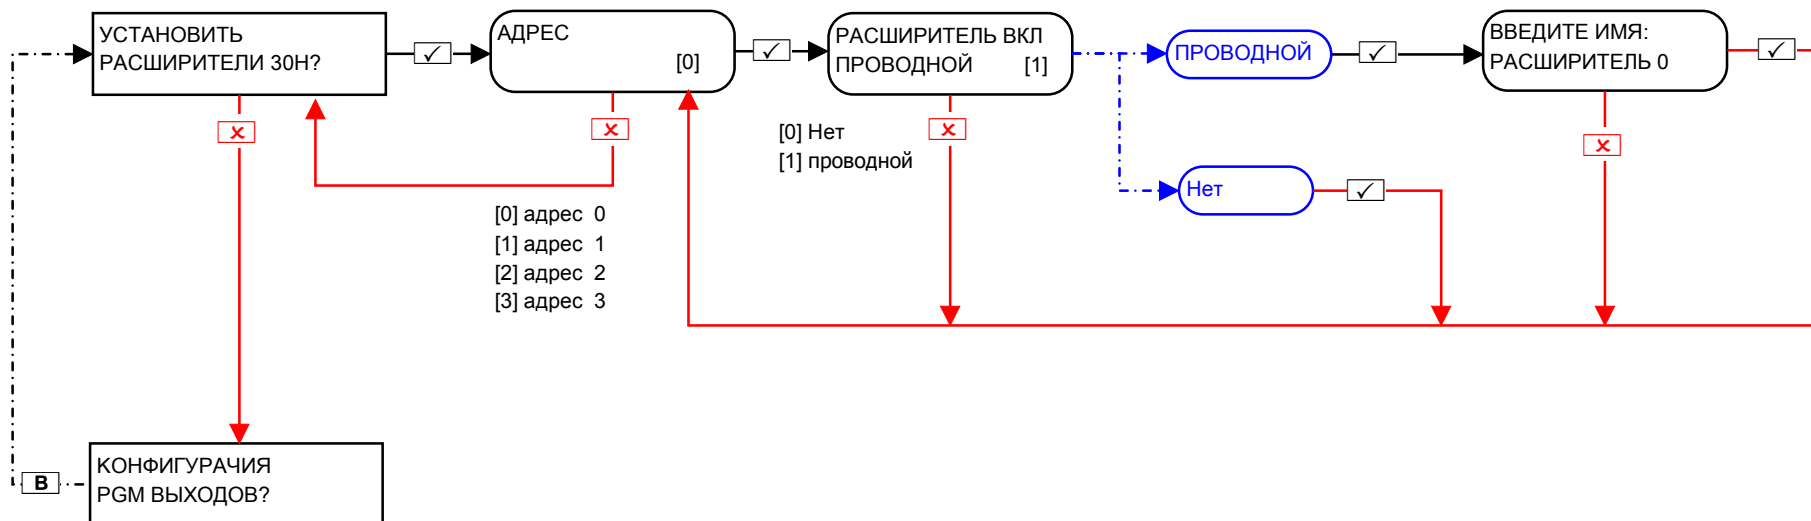 УСТАНОВИТЬ
РАСШИРИТЕЛИ 30Н?
АДРЕС
[0]
РАСШИРИТЕЛЬ ВКЛ
ПРОВОДНОЙ [1]
ПРОВОДНОЙ
ВВЕДИТЕ ИМЯ:
РАСШИРИТЕЛЬ 0
[0] Нет
[1] проводной
Нет
[0] адрес 0
[1] адрес 1
[2] адрес 2
[3] адрес 3
КОНФИГУРАЧИЯ
PGM ВЫХОДОВ?
B